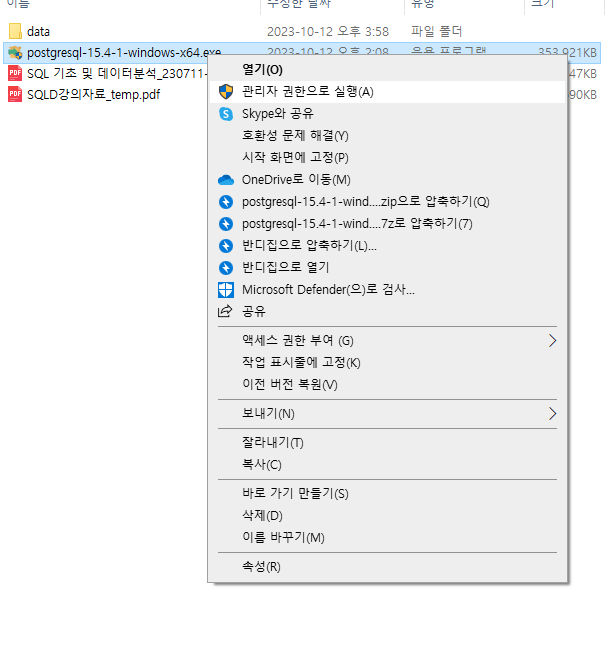 이름 수정한 날짜 유형 크기
data 2023-10-12 오후 3:58 파일 폴더
postgresql-15.4-1-windows-x64.exe 2023-10-12 오후 2:08 응용 프로그램 353,921KB
SQL 기초 및 데이터분석_230711- 47KB
SQLD강의자료_temp.pdf 90KB
열기(O)
관리자 권한으로 실행(A)
Skype와 공유
호환성 문제 해결(Y)
시작 화면에 고정(P)
OneDrive로 이동(M)
postgresql-15.4-1-wind....zip으로 압축하기(Q)
postgresql-15.4-1-wind....7z로 압축하기(7)
반디집으로 압축하기(L)...
반디집으로 열기
Microsoft Defender(으)로 검사...
공유
액세스 권한 부여 (G)
작업 표시줄에 고정(K)
이전 버전 복원(V)
보내기(N)
잘라내기(T)
복사(C)
바로 가기 만들기(S)
삭제(D)
이름 바꾸기(M)
속성(R)